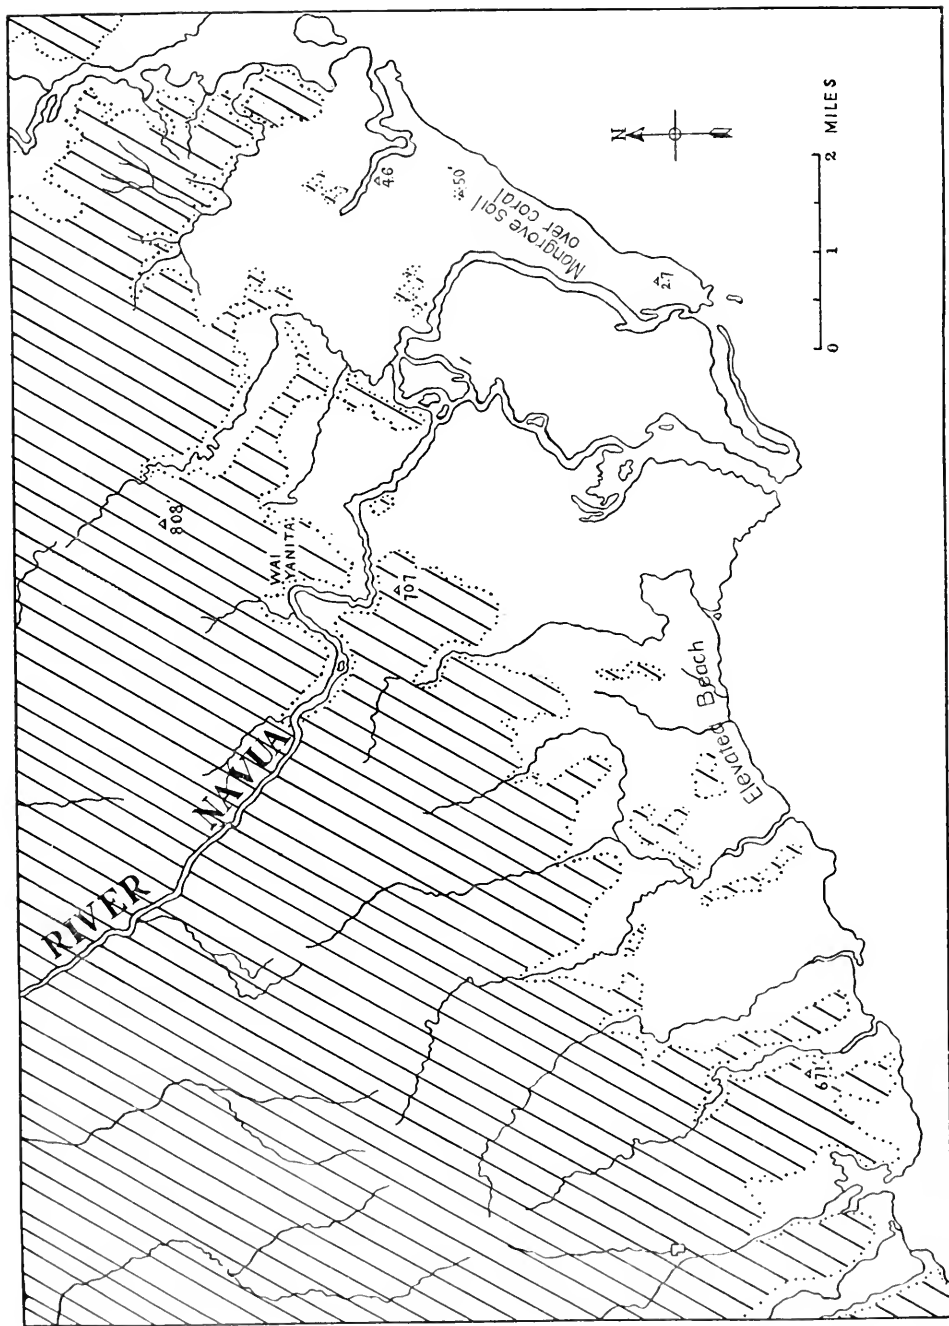 RIVER
NAVUA
WAI
YANITA
808
707
671
46
50'
27
Mangrove Soil
over coral
Elevated Beach
N
0 1 2 MILES